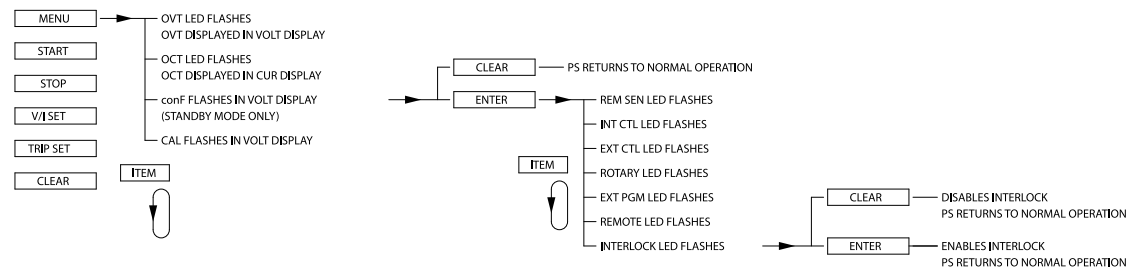 MENU
START
STOP
V/I SET
TRIP SET
CLEAR
OVT LED FLASHES
OVT DISPLAYED IN VOLT DISPLAY
OCT LED FLASHES
OCT DISPLAYED IN CUR DISPLAY
conF FLASHES IN VOLT DISPLAY
(STANDBY MODE ONLY)
CAL FLASHES IN VOLT DISPLAY
ITEM
CLEAR
PS RETURNS TO NORMAL OPERATION
ENTER
REM SEN LED FLASHES
INT CTL LED FLASHES
EXT CTL LED FLASHES
ROTARY LED FLASHES
EXT PGM LED FLASHES
REMOTE LED FLASHES
INTERLOCK LED FLASHES
ITEM
CLEAR
DISABLES INTERLOCK
PS RETURNS TO NORMAL OPERATION
ENTER
ENABLES INTERLOCK
PS RETURNS TO NORMAL OPERATION